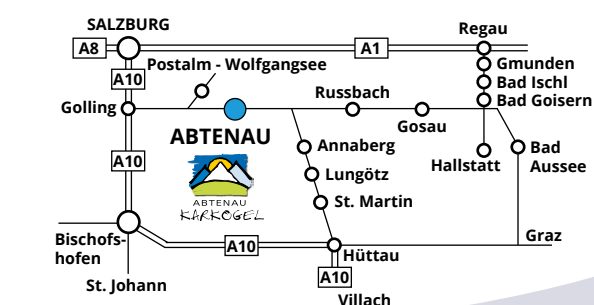 SALZBURG
A8
A1
Regau
Gmunden
Bad Ischl
Bad Goisern
A10
Postalm - Wolfgangsee
Golling
ABTENAU
Russbach
Gosau
Hallstatt
Bad
Aussee
A10
Annaberg
Lungötz
St. Martin
ABTENAU
KARKOGEL
Bischofs-
hofen
St. Johann
A10
Hüttau
Graz
A10
Villach